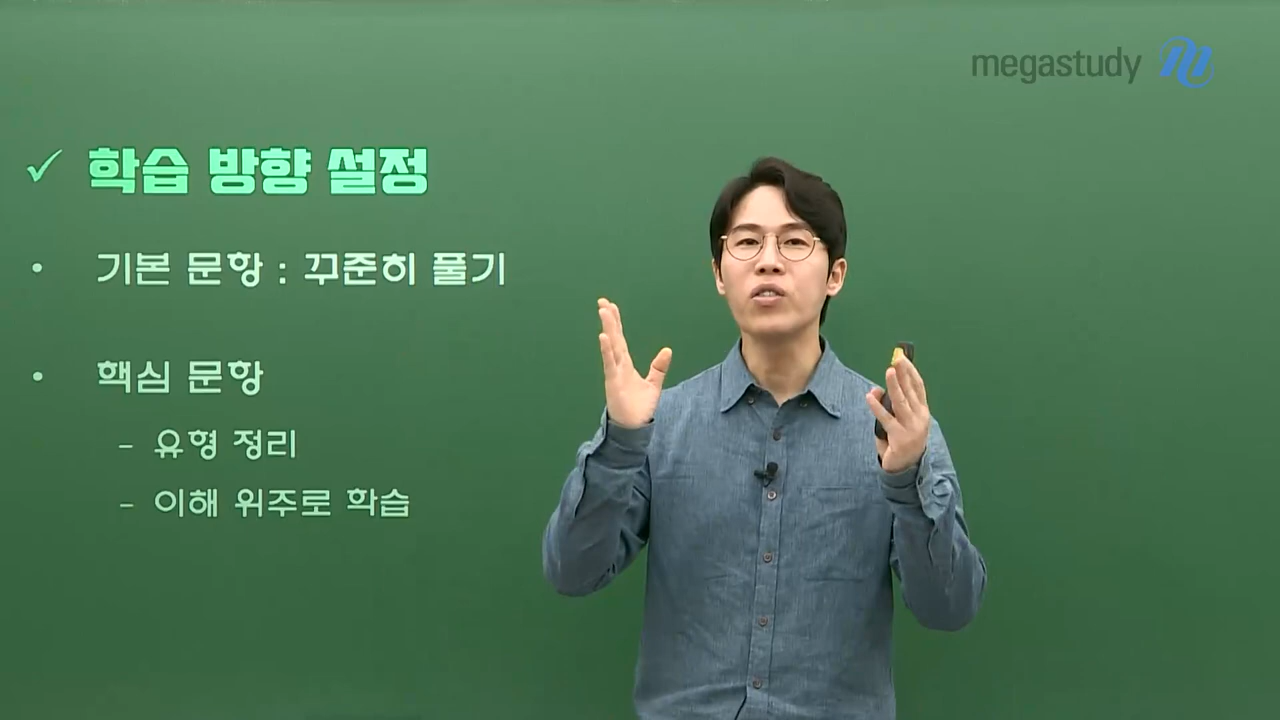 megastudy
✓ 학습 방향 설정
• 기본 문항 : 꾸준히 풀기
• 핵심 문항
- 유형 정리
- 이해 위주로 학습